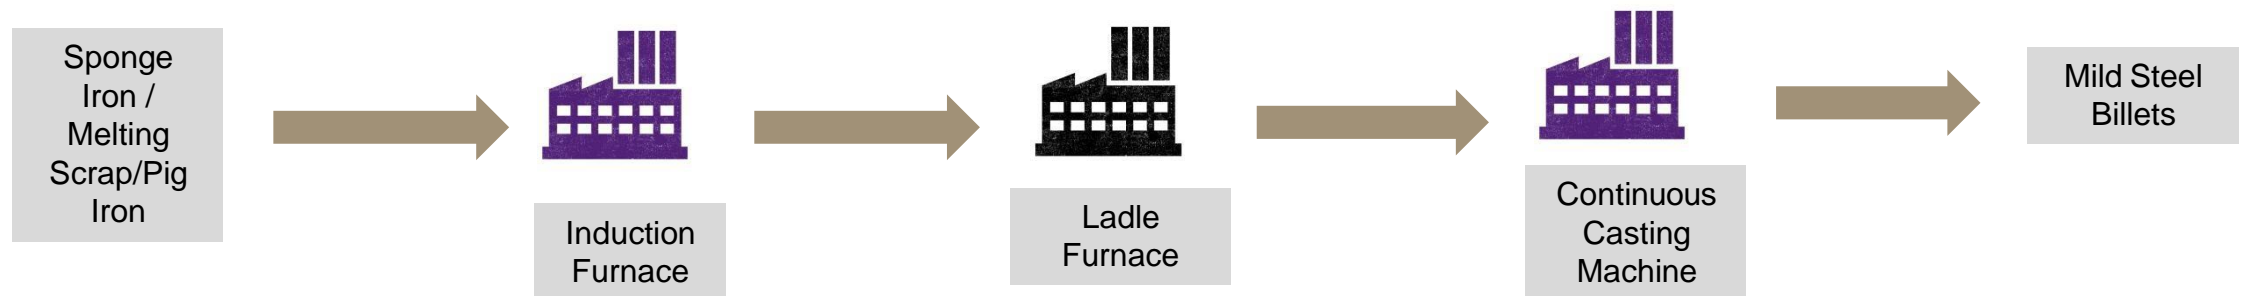 Sponge
Iron /
Melting
Scrap/Pig
Iron
Induction
Furnace
Ladle
Furnace
Continuous
Casting
Machine
Mild Steel
Billets